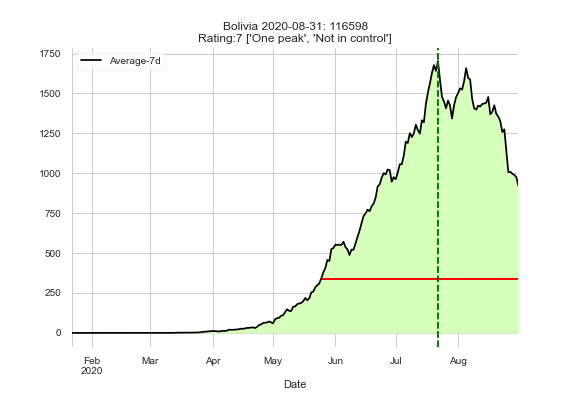 Bolivia 2020-08-31: 116598
Rating:7 ['One peak', 'Not in control']
Average-7d
1750
1500
1250
1000
750
500
250
0
Feb
2020
Mar
Apr
May
Jun
Jul
Aug
Date